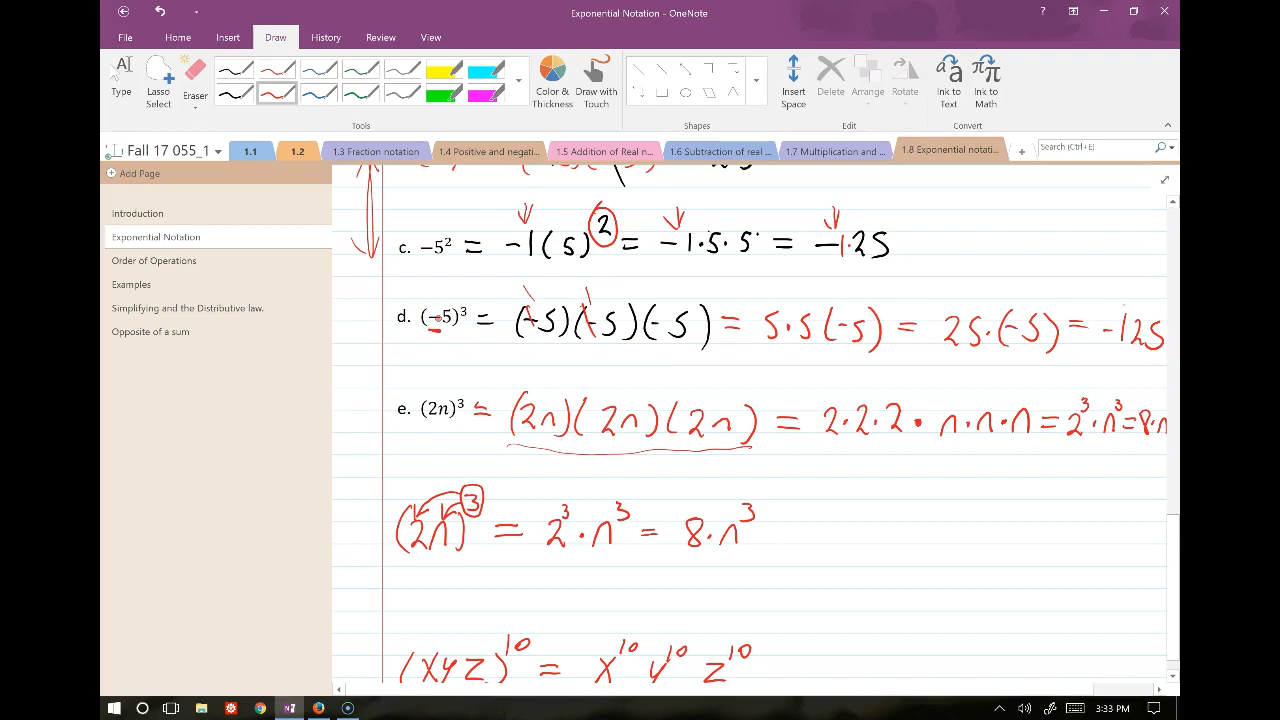 Exponential Notation - OneNote
?
File Home Insert Draw History Review View
Type Lasso Select Eraser Color & Thickness Draw with Touch Insert Space Delete Arrange Rotate Ink to Text Ink to Math
Tools Shapes Edit Convert
Fall 17 055_1 1.1 1.2 1.3 Fraction notation 1.4 Positive and negati... 1.5 Addition of Real n... 1.6 Subtraction of real ... 1.7 Multiplication and ... 1.8 Exponential notati... Search (Ctrl+E)
Add Page
Introduction
Exponential Notation
Order of Operations
Examples
Simplifying and the Distributive law.
Opposite of a sum
c. −5² = −1(5)² = −1·5·5 = −1·25
d. (−5)³ = (−5)(−5)(−5) = 5·5(−5) = 25·(−5) = −125
e. (2n)³ = (2n)(2n)(2n) = 2·2·2·n·n·n = 2³·n³ = 8·n
(2n)³ = 2³·n³ = 8·n³
(XYZ)¹⁰ = X¹⁰ Y¹⁰ Z¹⁰
3:33 PM